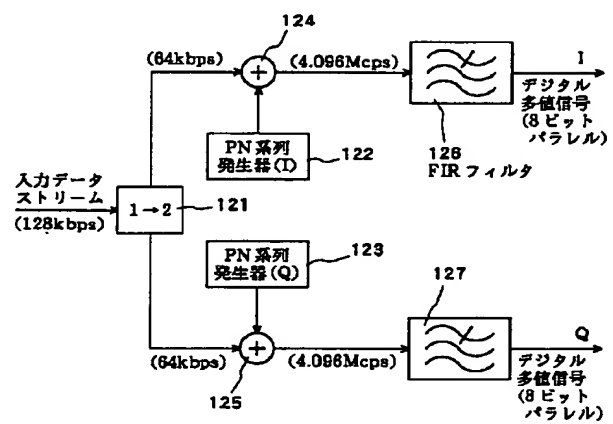 124
(64kbps)
(4.096Mcps)
I
デジタル
多値信号
(8ビット
パラレル)
126
FIRフィルタ
PN系列
発生器(I)
122
入力データ
ストリーム
(128kbps)
1→2
121
PN系列
発生器(Q)
123
127
Q
(64kbps)
(4.096Mcps)
125
デジタル
多値信号
(8ビット
パラレル)